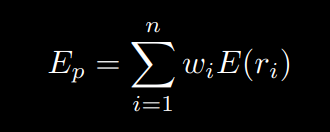 $$E_p = \sum_{i=1}^{n} w_i E(r_i)$$